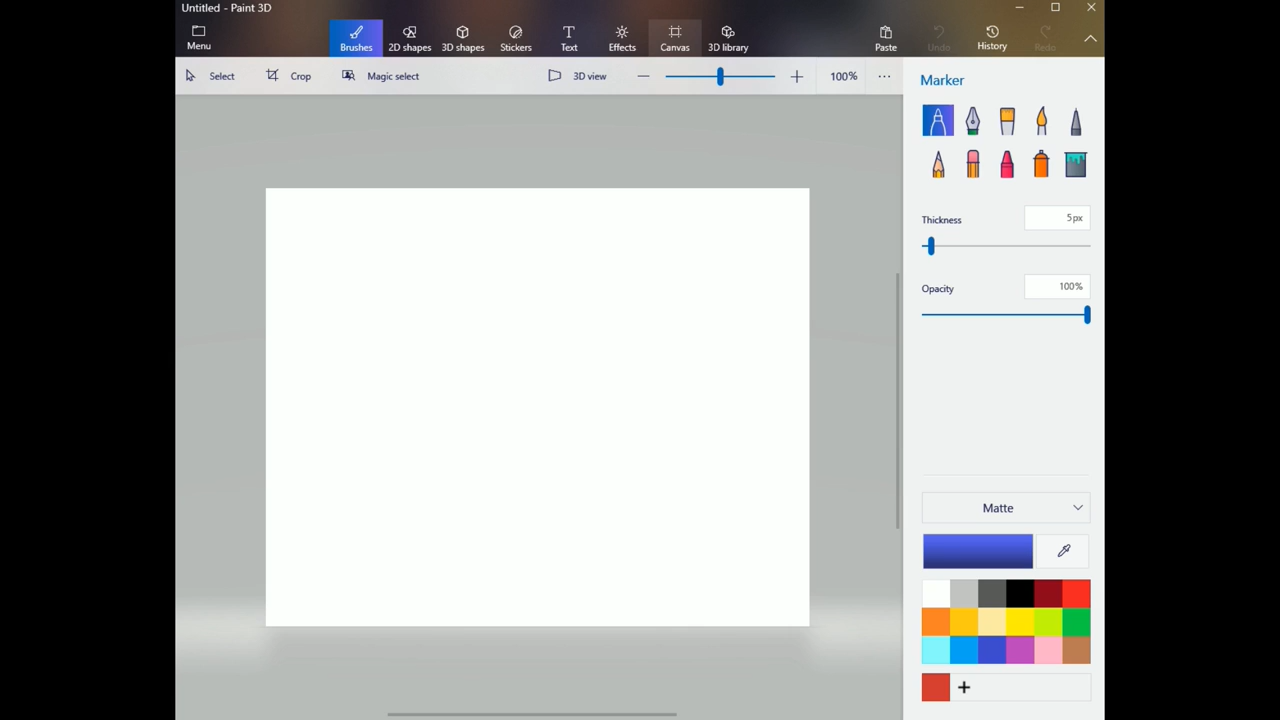 Untitled - Paint 3D
Menu
Brushes 2D shapes 3D shapes Stickers Text Effects Canvas 3D library Paste Undo History Redo
Select Crop Magic select 3D view 100%
Marker
Thickness 5px
Opacity 100%
Matte